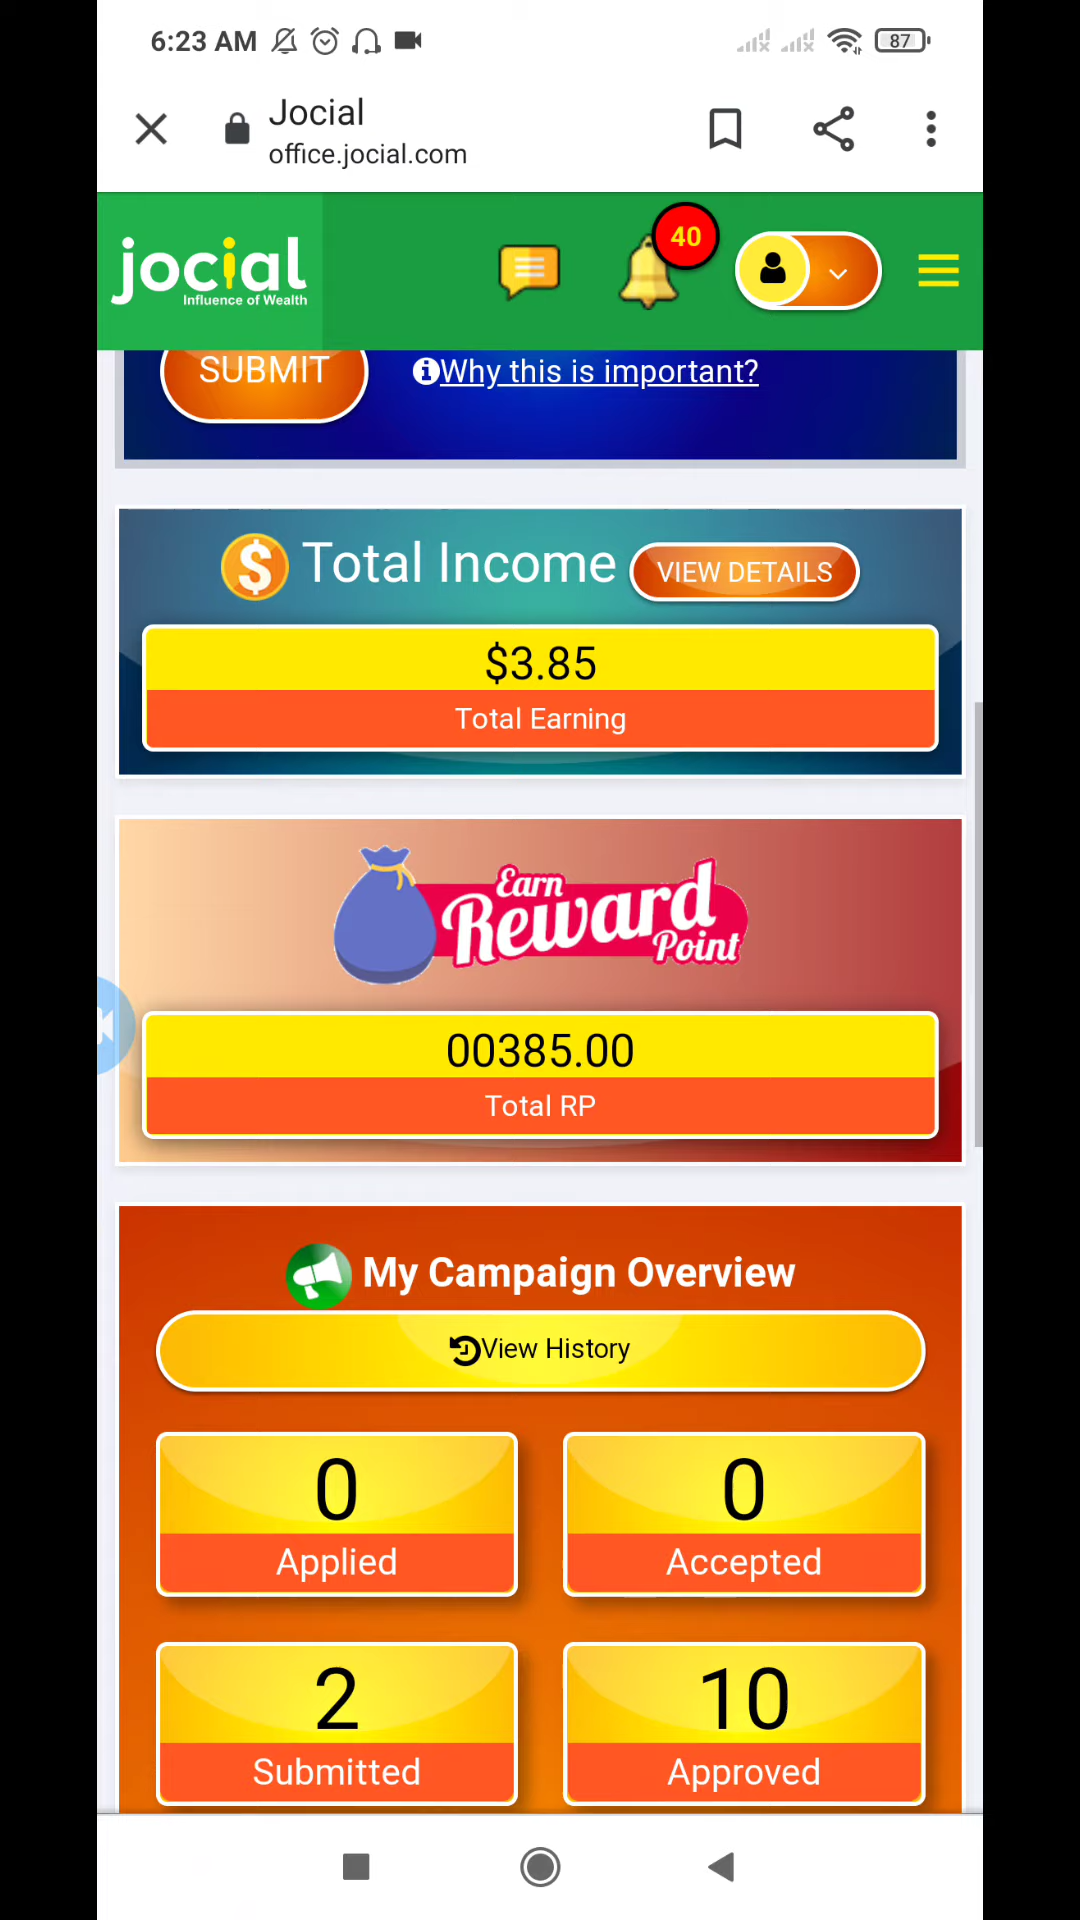 6:23 AM
87
Jocial
office.jocial.com
jocial
Influence of Wealth
40
SUBMIT
Why this is important?
$ Total Income
VIEW DETAILS
$3.85
Total Earning
Earn
Reward
Point
00385.00
Total RP
My Campaign Overview
View History
0
0
Applied
Accepted
2
10
Submitted
Approved